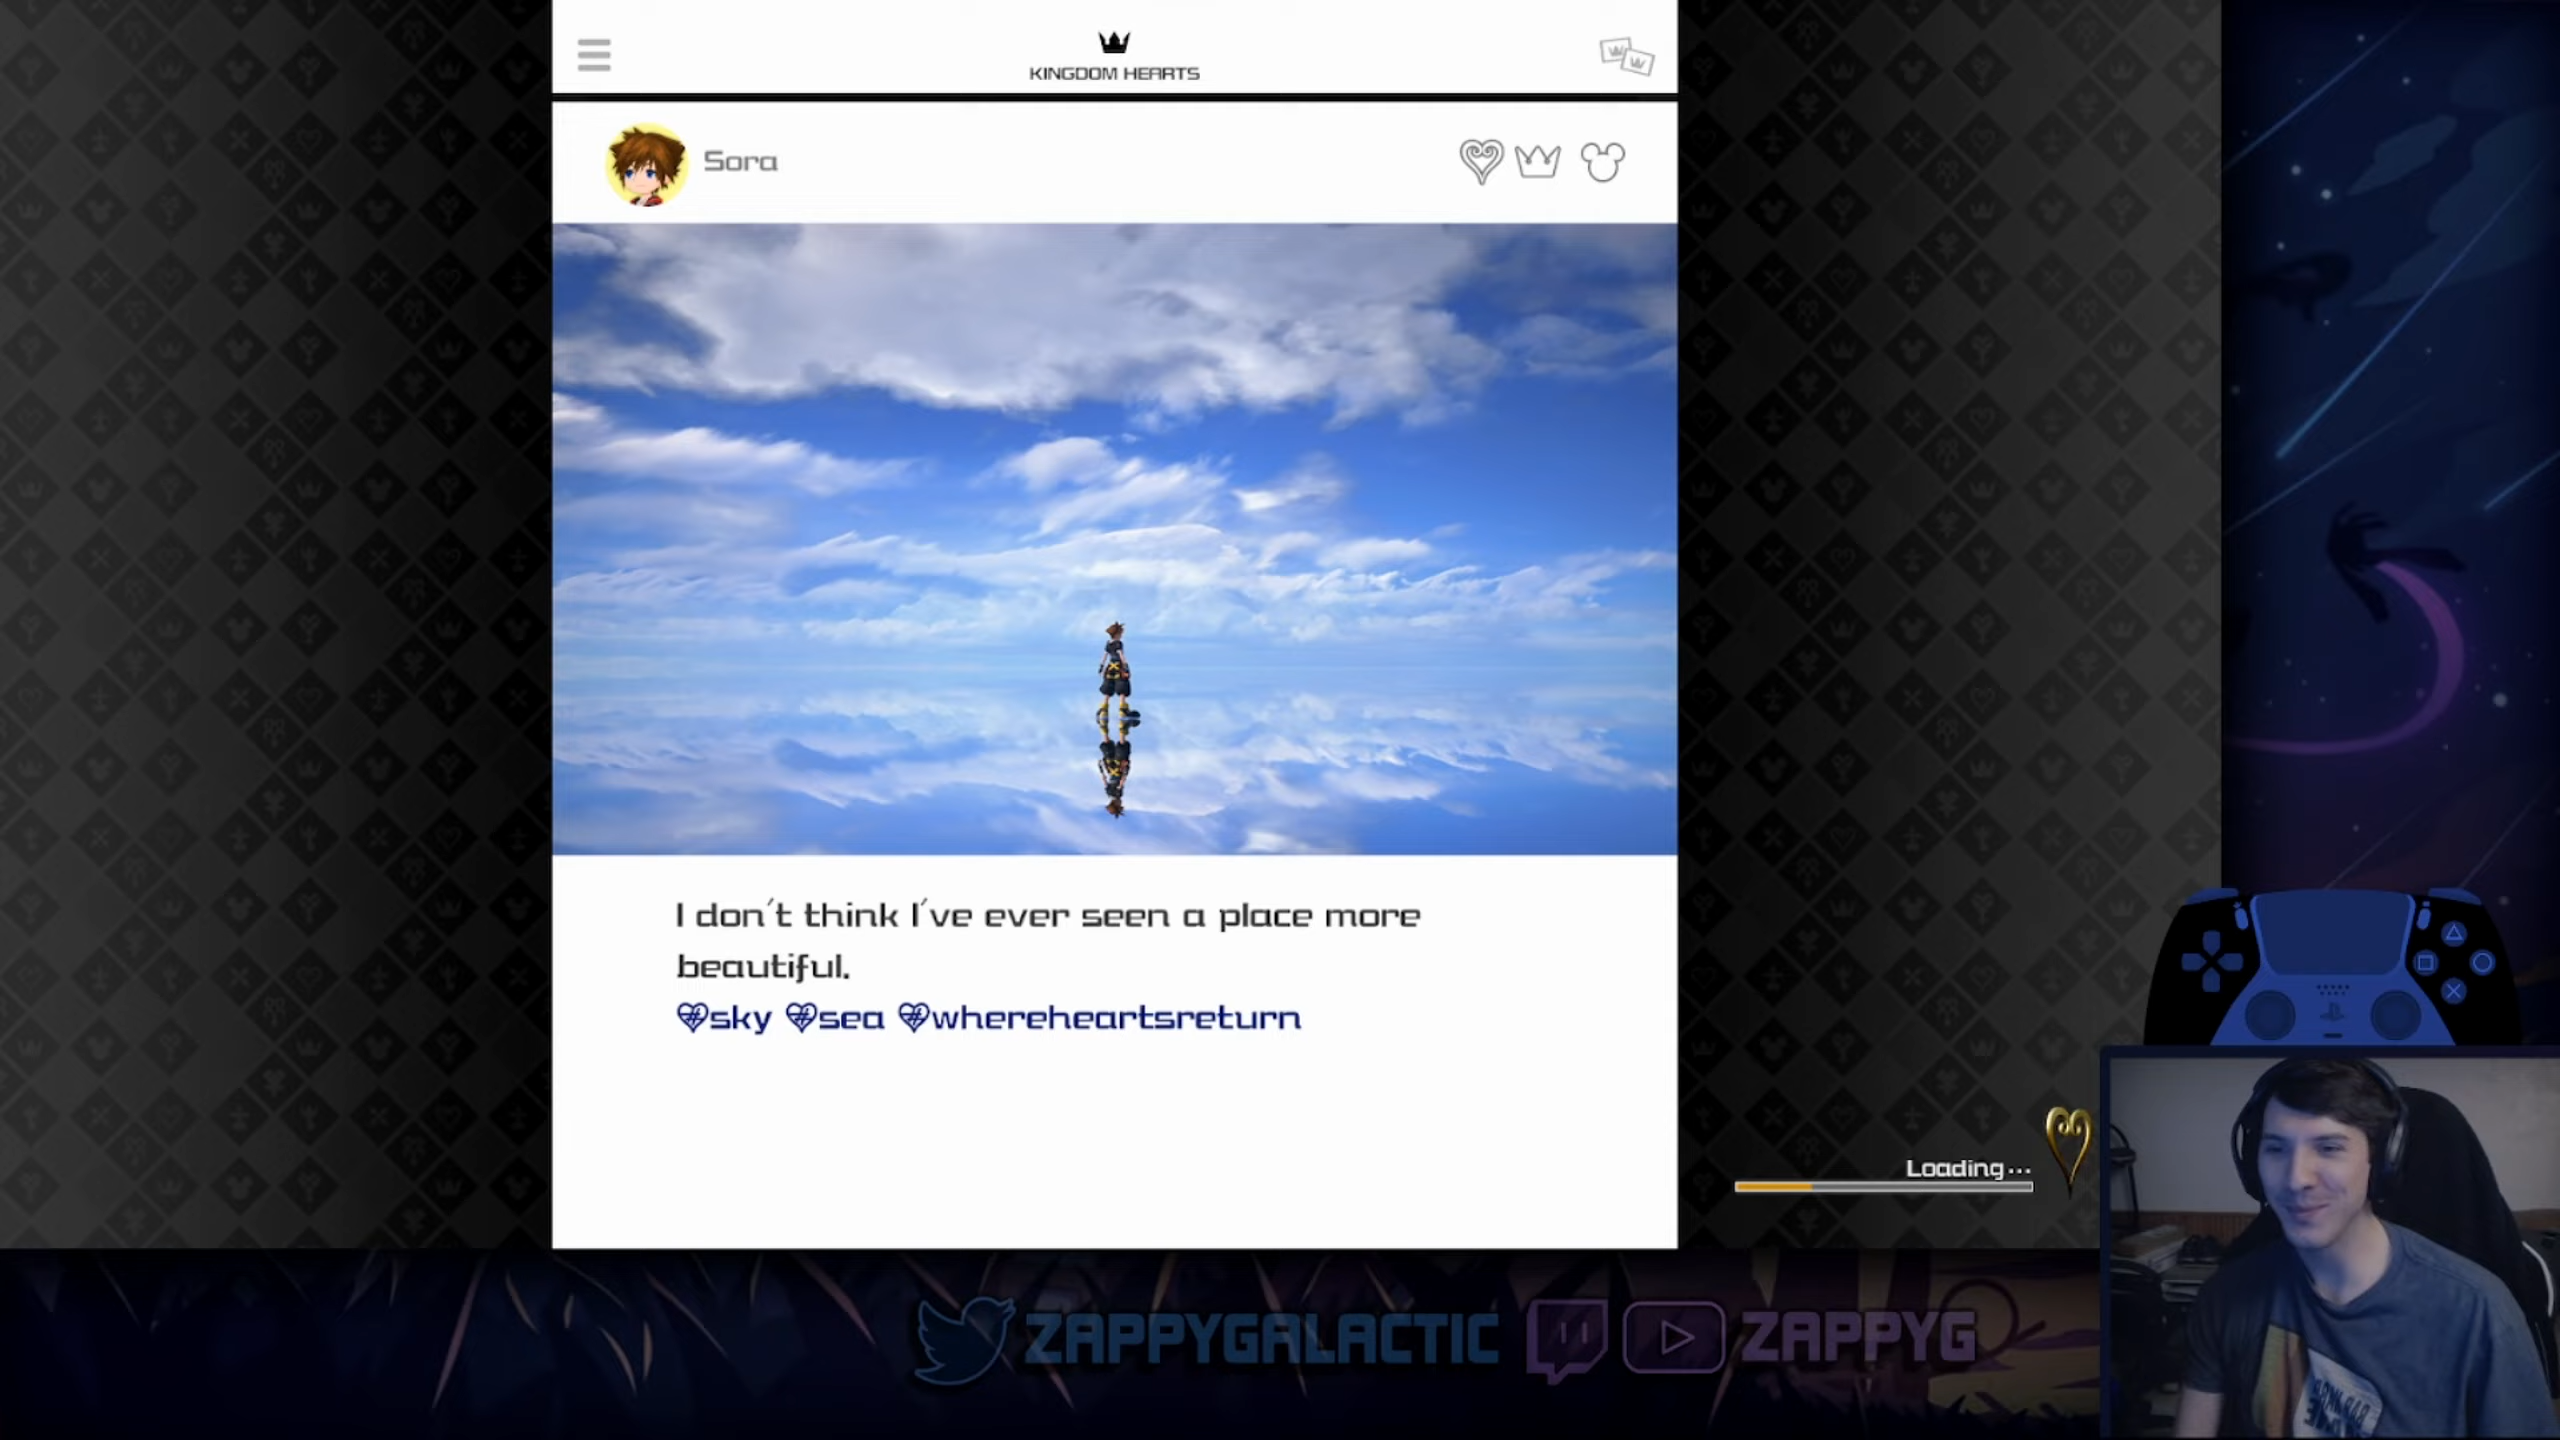 KINGDOM HEARTS
Sora
I don't think I've ever seen a place more
beautiful.
#sky #sea #whereheartsreturn
Loading...
ZAPPYGALACTIC ZAPPYG